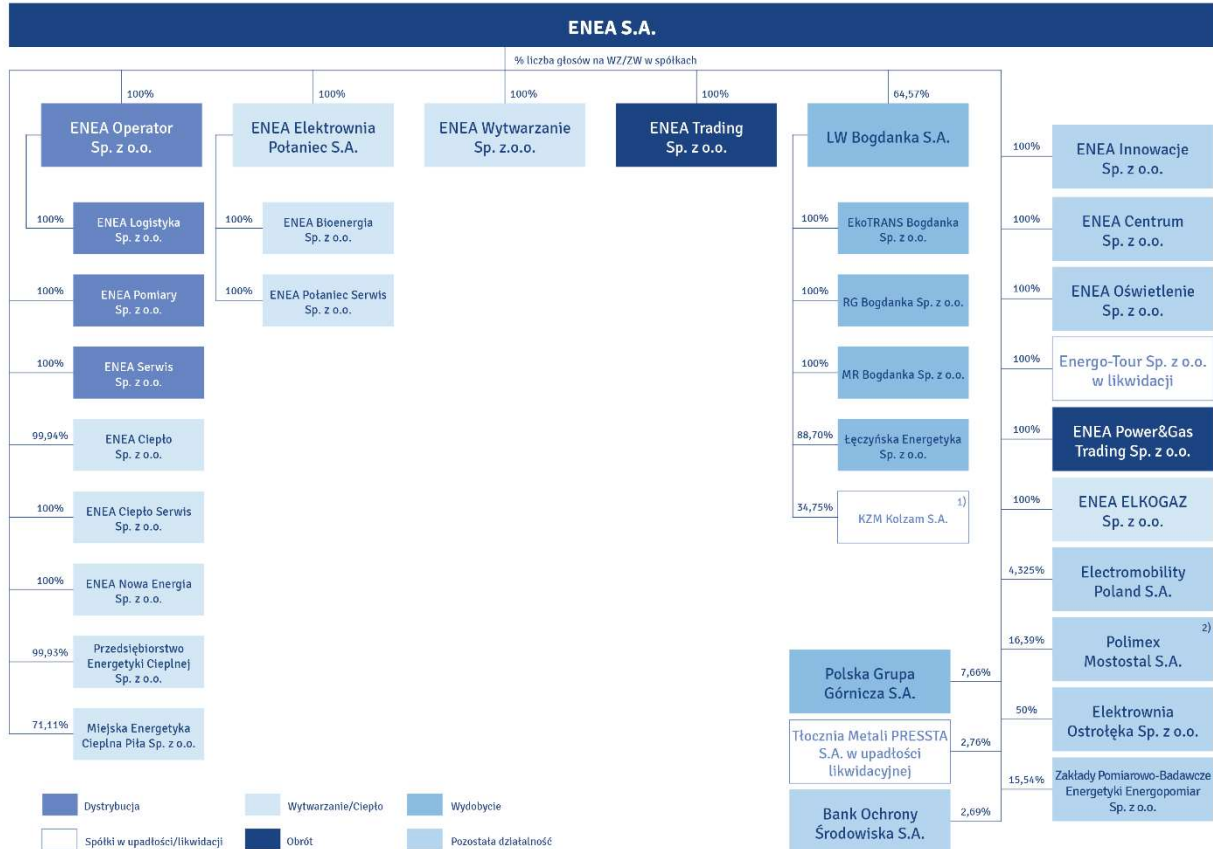 ENEA S.A.
% liczba głosów na WZ/ZW w spółkach
100%
ENEA Operator
Sp. z o.o.
100%
ENEA Logistyka
Sp. z o.o.
100%
ENEA Pomiary
Sp. z o.o.
100%
ENEA Serwis
Sp. z o.o.
99,94%
ENEA Ciepło
Sp. z o.o.
100%
ENEA Ciepło Serwis
Sp. z o.o.
100%
ENEA Nowa Energia
Sp. z o.o.
99,93%
Przedsiębiorstwo
Energetyki Cieplnej
Sp. z o.o.
71,11%
Miejska Energetyka
Cieplna Piła Sp. z o.o.
100%
ENEA Elektrownia
Połaniec S.A.
100%
ENEA Bioenergia
Sp. z o.o.
100%
ENEA Połaniec Serwis
Sp. z o.o.
100%
ENEA Wytwarzanie
Sp. z.o.o.
100%
ENEA Trading
Sp. z o.o.
64,57%
LW Bogdanka S.A.
100%
EkoTRANS Bogdanka
Sp. z o.o.
100%
RG Bogdanka Sp. z o.o.
100%
MR Bogdanka Sp. z o.o.
88,70%
Łęczyńska Energetyka
Sp. z o.o.
34,75%
KZM Kolzam S.A.
1)
100%
ENEA Innowacje
Sp. z o.o.
100%
ENEA Centrum
Sp. z o.o.
100%
ENEA Oświetlenie
Sp. z o.o.
100%
Energo-Tour Sp. z o.o.
w likwidacji
100%
ENEA Power&Gas
Trading Sp. z o.o.
100%
ENEA ELKOGAZ
Sp. z o.o.
4,325%
Electromobility
Poland S.A.
16,39%
Polimex
Mostostal S.A.
2)
50%
Elektrownia
Ostrołęka Sp. z o.o.
15,54%
Zakłady Pomiarowo-Badawcze
Energetyki Energopomiar
Sp. z o.o.
Polska Grupa
Górnicza S.A.
7,66%
Tłocznia Metali PRESSTA
S.A. w upadłości
likwidacyjnej
2,76%
Bank Ochrony
Środowiska S.A.
2,69%
Dystrybucja
Wytwarzanie/Ciepło
Wydobycie
Spółki w upadłości/likwidacji
Obrót
Pozostała działalność